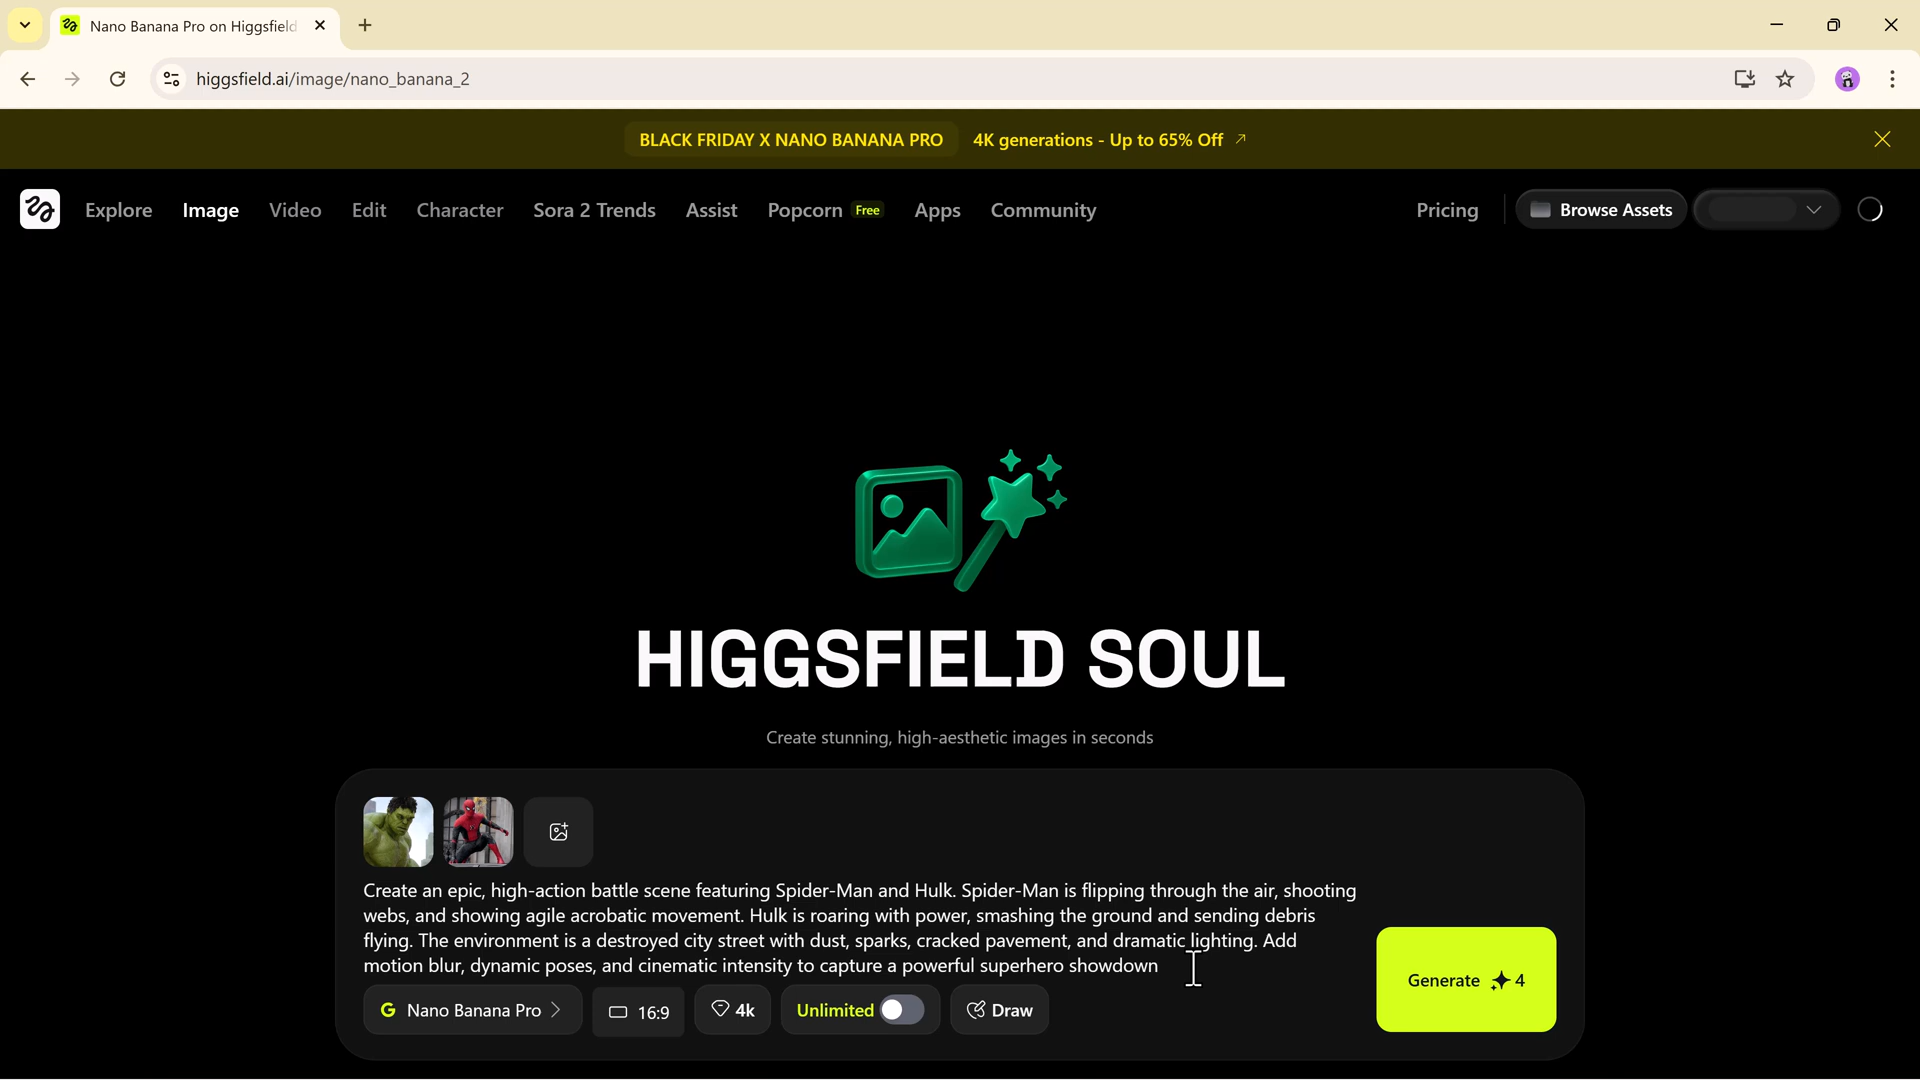 Nano Banana Pro on Higgsfield
higgsfield.ai/image/nano_banana_2
BLACK FRIDAY X NANO BANANA PRO 4K generations - Up to 65% Off
Explore Image Video Edit Character Sora 2 Trends Assist Popcorn Free Apps Community Pricing Browse Assets
HIGGSFIELD SOUL
Create stunning, high-aesthetic images in seconds
Create an epic, high-action battle scene featuring Spider-Man and Hulk. Spider-Man is flipping through the air, shooting
webs, and showing agile acrobatic movement. Hulk is roaring with power, smashing the ground and sending debris
flying. The environment is a destroyed city street with dust, sparks, cracked pavement, and dramatic lighting. Add
motion blur, dynamic poses, and cinematic intensity to capture a powerful superhero showdown
Generate 4
G Nano Banana Pro 16:9 4k Unlimited Draw